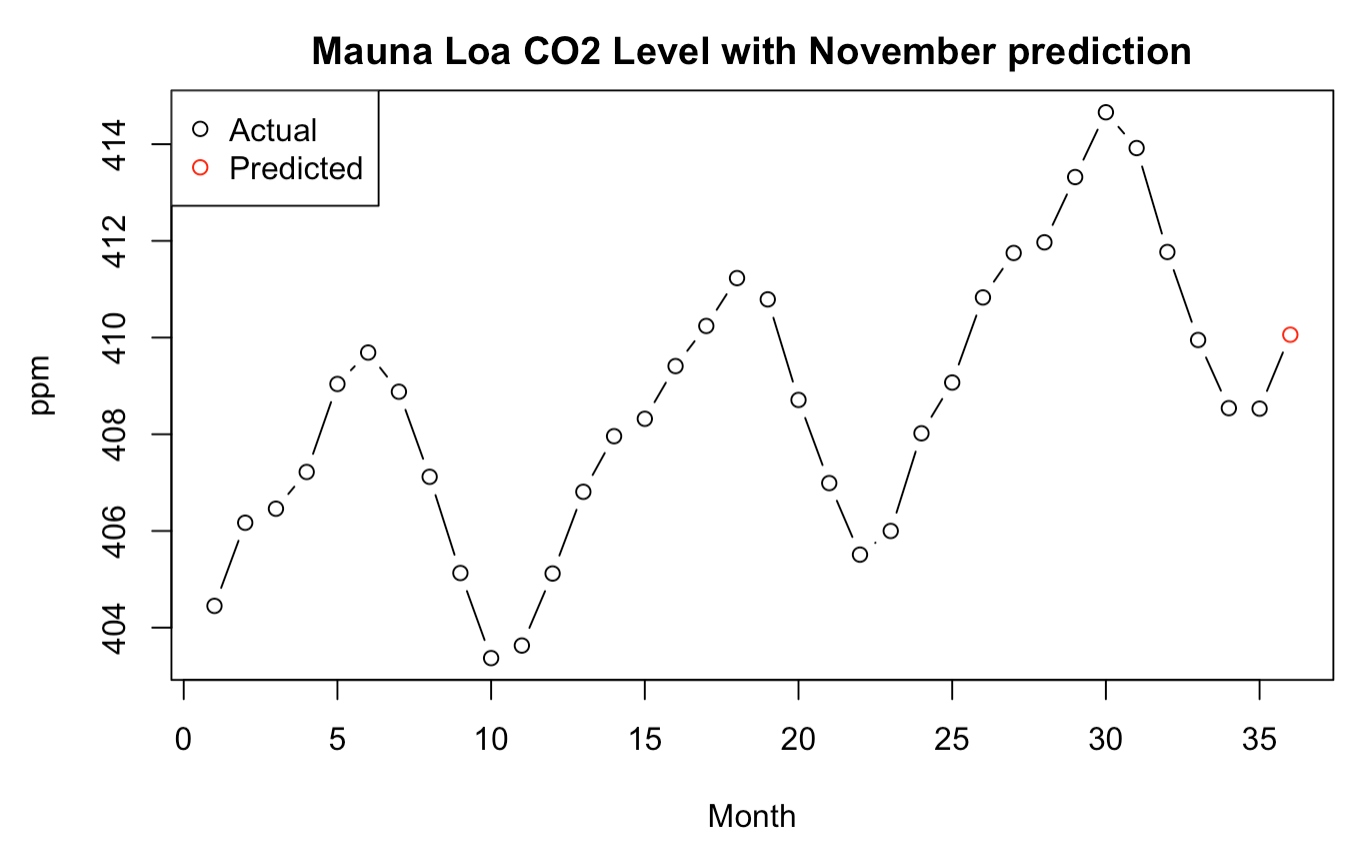 Mauna Loa CO2 Level with November prediction
Actual
Predicted
ppm
414
412
410
408
406
404
0 5 10 15 20 25 30 35
Month